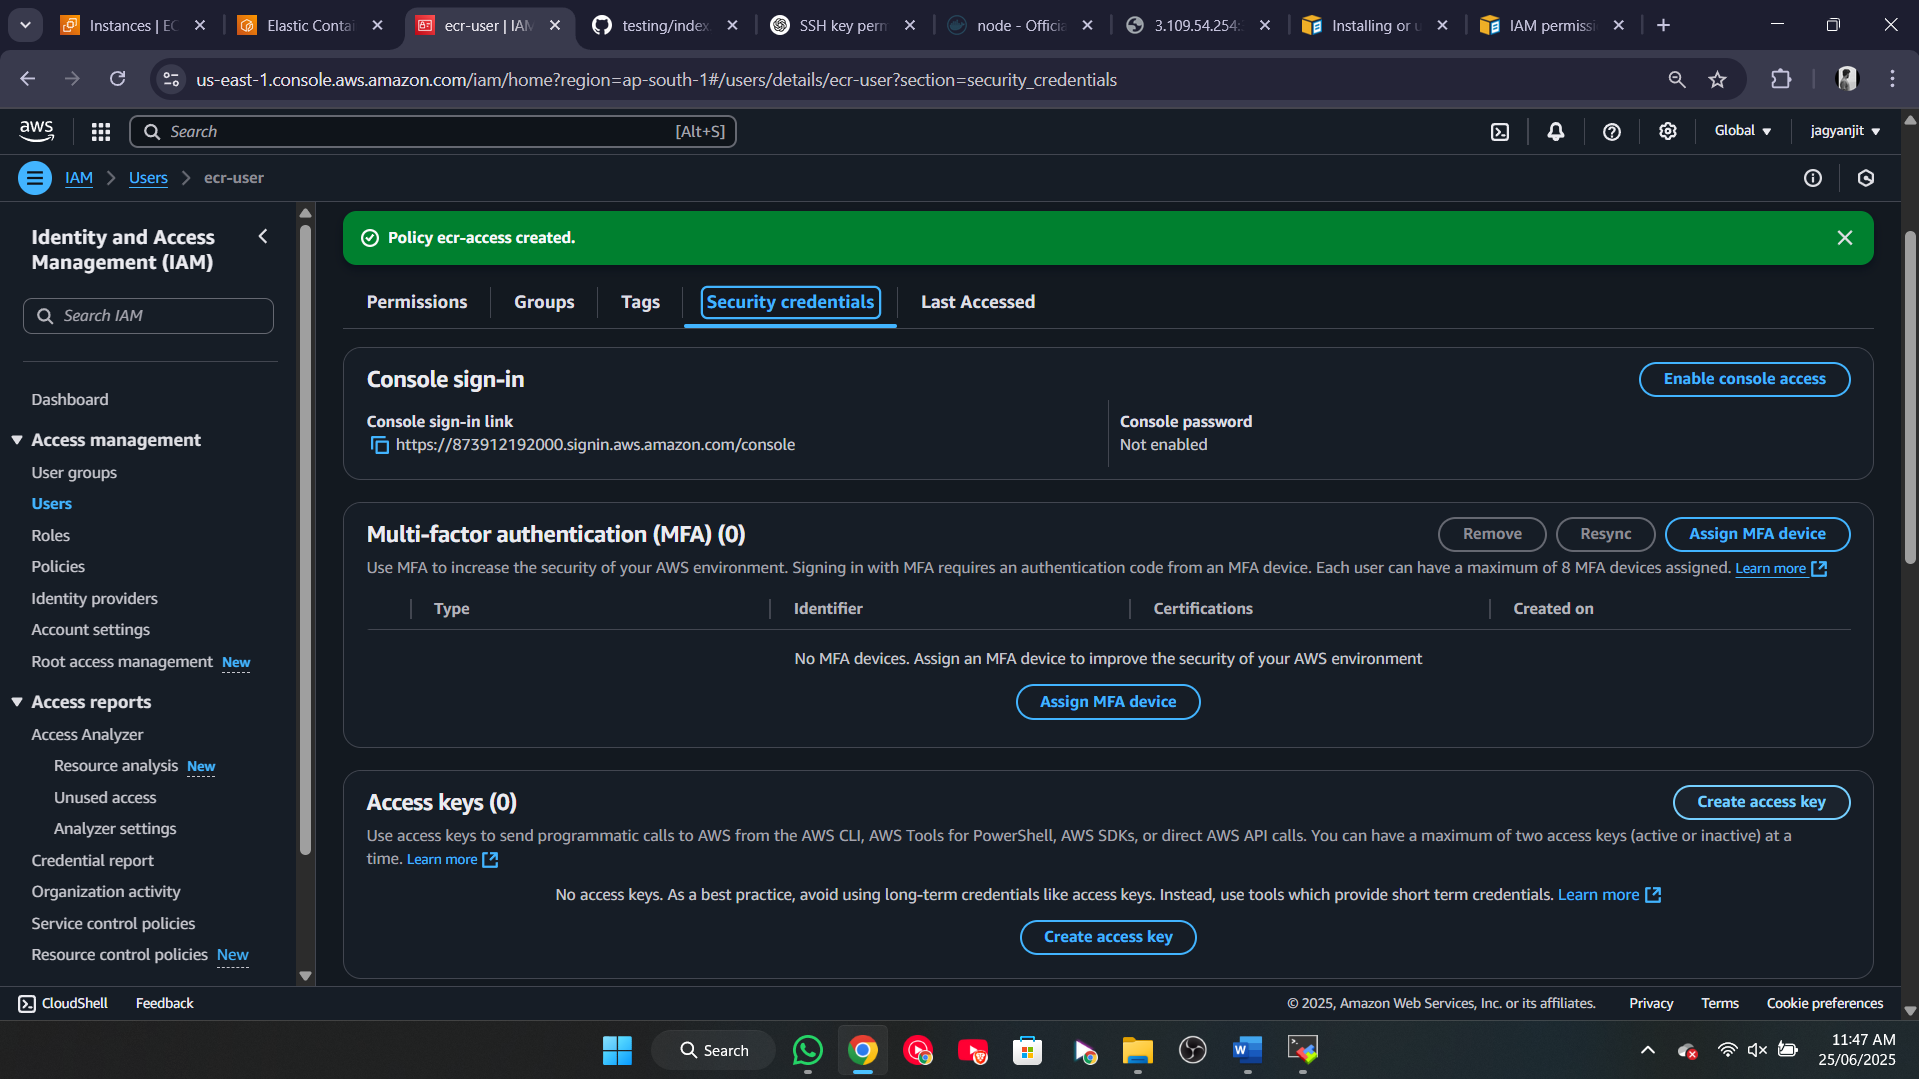 Instances | EC
Elastic Contai
ecr-user | IAM
testing/index.
SSH key perm
node - Officia
3.109.54.254:
Installing or u
IAM permissi
us-east-1.console.aws.amazon.com/iam/home?region=ap-south-1#/users/details/ecr-user?section=security_credentials
aws
Search
[Alt+S]
Global
jagyanjit
IAM
Users
ecr-user
Identity and Access
Management (IAM)
Search IAM
Dashboard
Access management
User groups
Users
Roles
Policies
Identity providers
Account settings
Root access management New
Access reports
Access Analyzer
Resource analysis New
Unused access
Analyzer settings
Credential report
Organization activity
Service control policies
Resource control policies New
Policy ecr-access created.
Permissions
Groups
Tags
Security credentials
Last Accessed
Console sign-in
Enable console access
Console sign-in link
https://873912192000.signin.aws.amazon.com/console
Console password
Not enabled
Multi-factor authentication (MFA) (0)
Remove
Resync
Assign MFA device
Use MFA to increase the security of your AWS environment. Signing in with MFA requires an authentication code from an MFA device. Each user can have a maximum of 8 MFA devices assigned. Learn more
Type
Identifier
Certifications
Created on
No MFA devices. Assign an MFA device to improve the security of your AWS environment
Assign MFA device
Access keys (0)
Create access key
Use access keys to send programmatic calls to AWS from the AWS CLI, AWS Tools for PowerShell, AWS SDKs, or direct AWS API calls. You can have a maximum of two access keys (active or inactive) at a
time. Learn more
No access keys. As a best practice, avoid using long-term credentials like access keys. Instead, use tools which provide short term credentials. Learn more
Create access key
CloudShell
Feedback
© 2025, Amazon Web Services, Inc. or its affiliates.
Privacy
Terms
Cookie preferences
Search
11:47 AM
25/06/2025